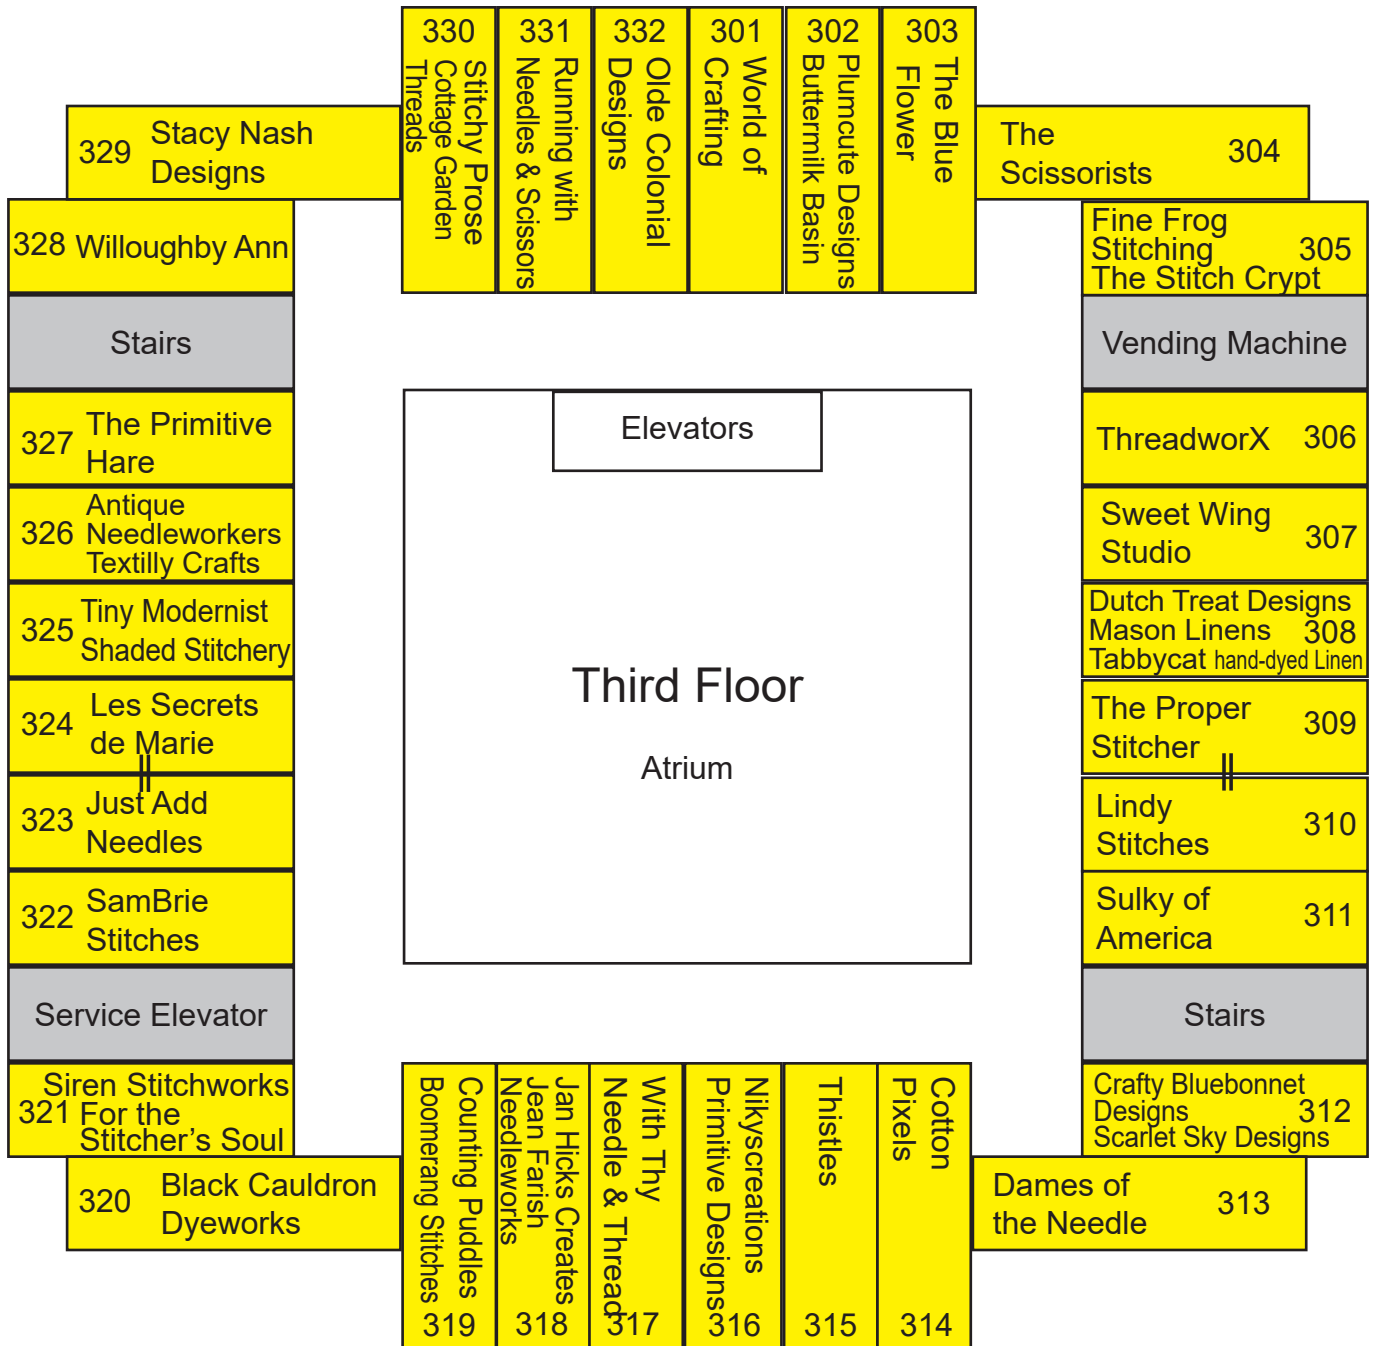 330
Stitchy Prose
Cottage Garden
Threads
331
Running with
Needles & Scissors
332
Olde Colonial
Designs
301
World of
Crafting
302
Plumcute Designs
Buttermilk Basin
303
The Blue
Flower
329
Stacy Nash
Designs
The
Scissorists
304
328 Willoughby Ann
Fine Frog
Stitching
The Stitch Crypt
305
Stairs
Vending Machine
327
The Primitive
Hare
Elevators
ThreadworX 306
326
Antique
Needleworkers
Textilly Crafts
Sweet Wing
Studio
307
325
Tiny Modernist
Shaded Stitchery
Dutch Treat Designs
Mason Linens 308
Tabbycat hand-dyed Linen
324
Les Secrets
de Marie
Third Floor
Atrium
The Proper
Stitcher
309
323
Just Add
Needles
Lindy
Stitches
310
322
SamBrie
Stitches
Sulky of
America
311
Service Elevator
Stairs
Siren Stitchworks
321 For the
Stitcher's Soul
Crafty Bluebonnet
Designs
312
Scarlet Sky Designs
320
Black Cauldron
Dyeworks
Counting Puddles
Boomerang Stitches
319
Jan Hicks Creates
Jean Farish
Needleworks
318
With Thy
Needle & Thread
317
Nikyscreations
Primitive Designs
316
Thistles
315
Cotton
Pixels
314
Dames of
the Needle
313